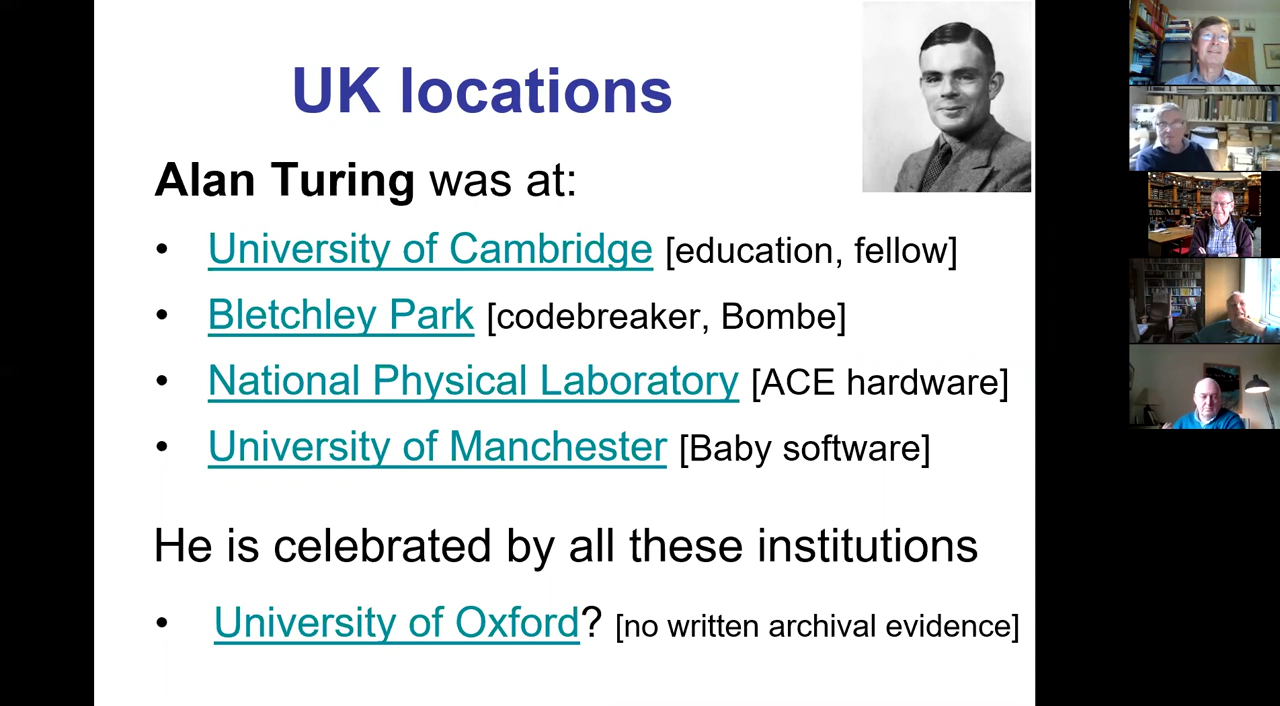 UK locations
Alan Turing was at:
• University of Cambridge [education, fellow]
• Bletchley Park [codebreaker, Bombe]
• National Physical Laboratory [ACE hardware]
• University of Manchester [Baby software]
He is celebrated by all these institutions
• University of Oxford? [no written archival evidence]